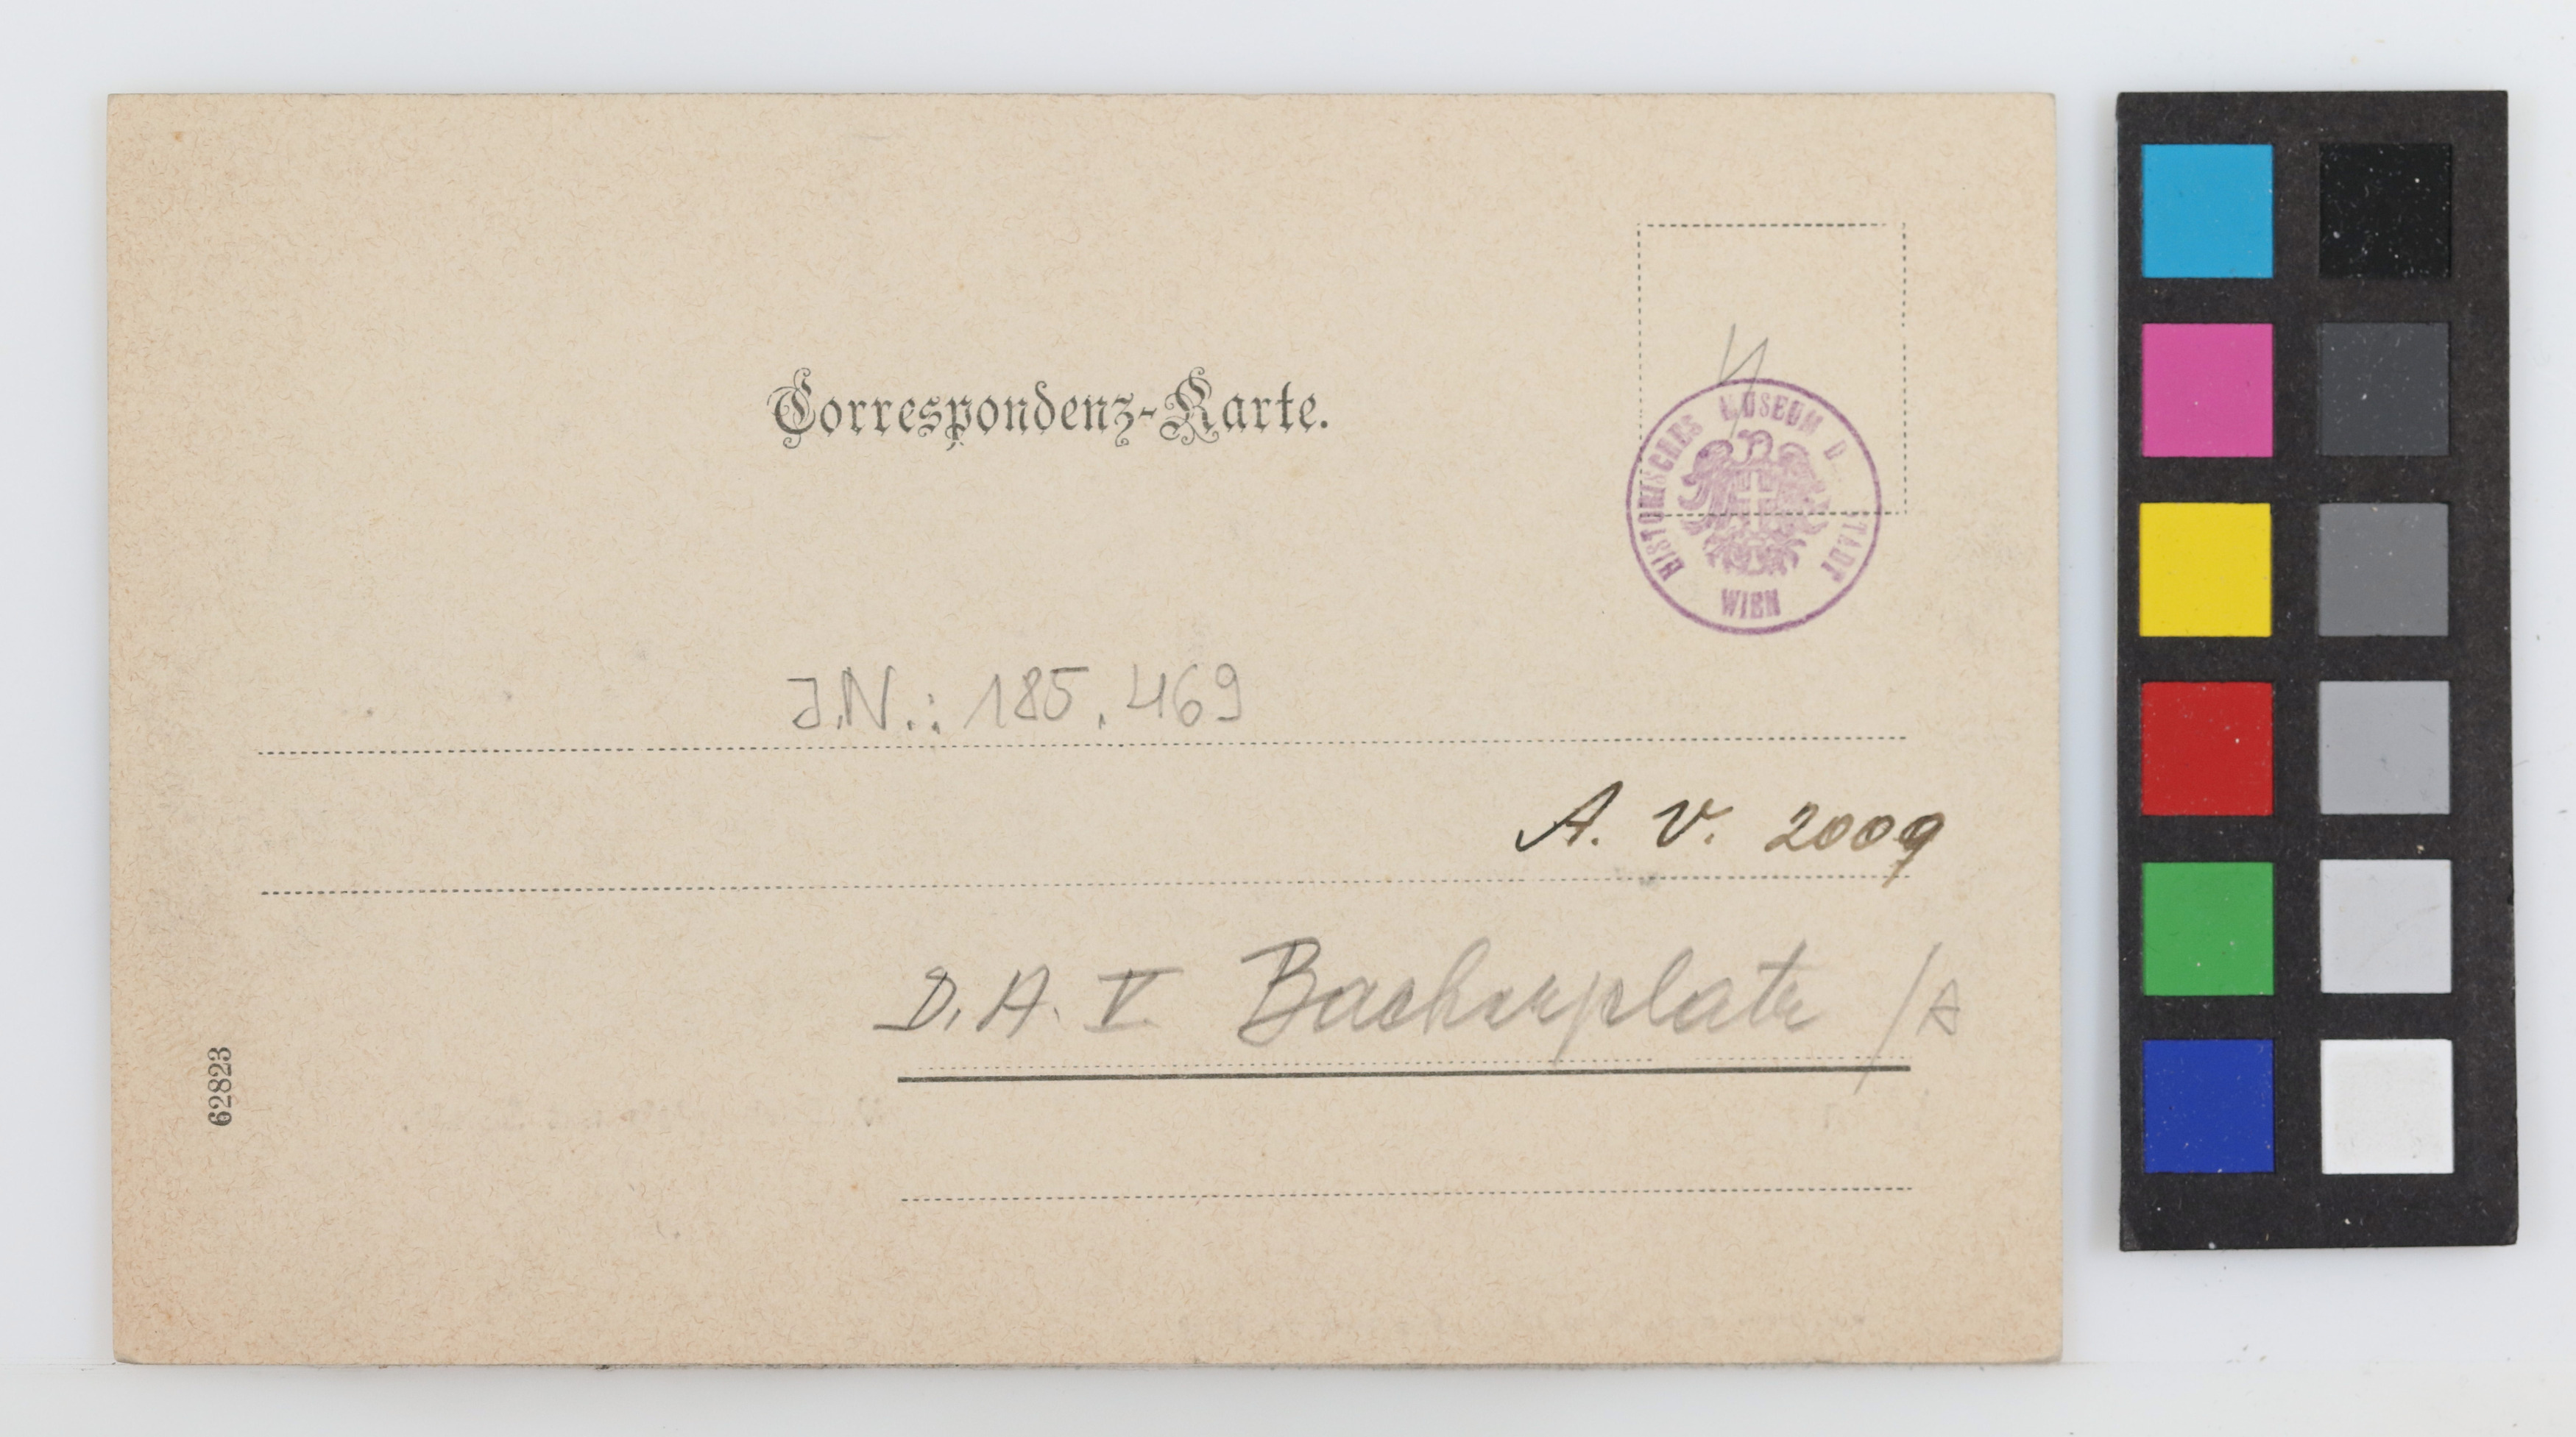 Correspondenz-Karte.
HISTORISCHES MUSEUM D. STADT
WIEN
J.N.: 185.469
A. V. 2009
D. A. V Bacherplatz /A
62823